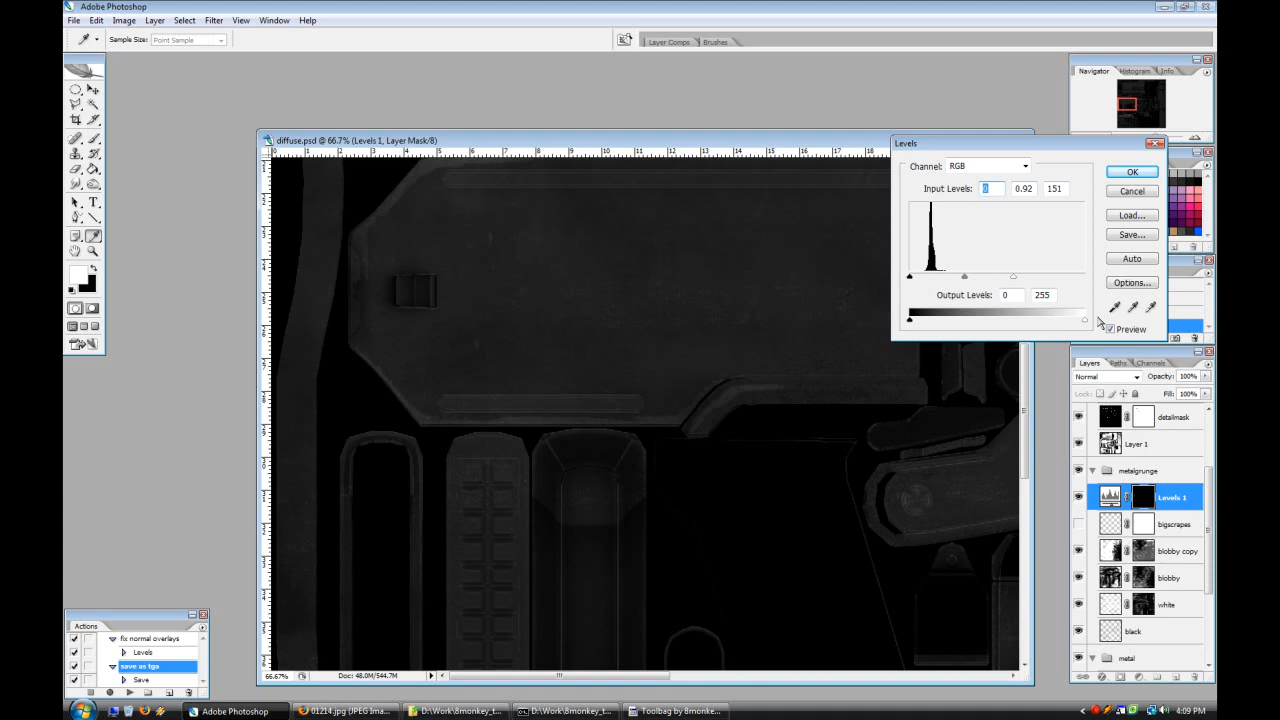 Adobe Photoshop
File Edit Image Layer Select Filter View Window Help
Sample Size: Point Sample
Layer Comps Brushes
Navigator Histogram Info
diffuse.psd @ 66.7% (Levels 1, Layer Mask/8)
Levels
Channel: RGB
Input Levels: 0 0.92 151
Output Levels: 0 255
OK
Cancel
Load...
Save...
Auto
Options...
Preview
Layers Paths Channels
Normal Opacity: 100%
Lock: Fill: 100%
detailmask
Layer 1
metalgrunge
Levels 1
bigscrapes
blobby copy
blobby
white
black
metal
Actions
fix normal overlays
Levels
save as tga
Save
66.67% Doc: 48.0M/544.7M
Adobe Photoshop
01214.jpg (JPEG Ima...
D:\Work\8monkey_t...
D:\Work\8monkey_t...
Toolbag by 8monke...
4:09 PM